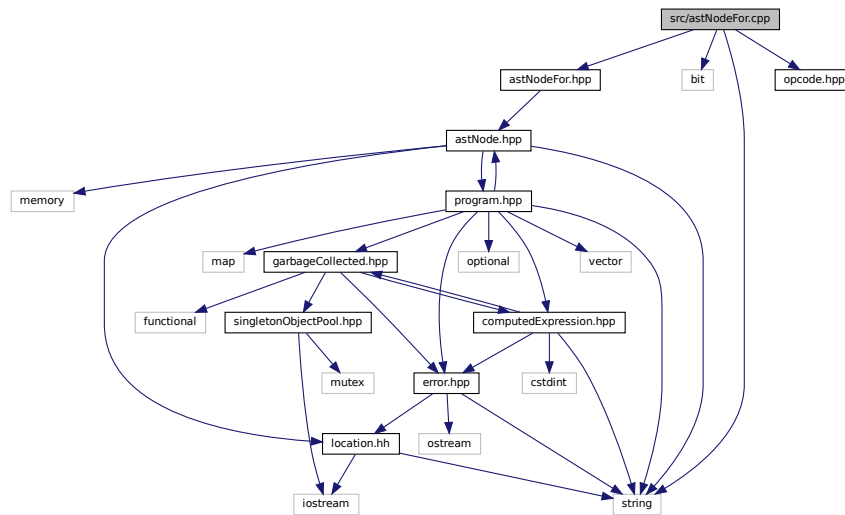 src/astNodeFor.cpp
astNodeFor.hpp
bit
opcode.hpp
astNode.hpp
memory
program.hpp
map
garbageCollected.hpp
optional
vector
functional
singletonObjectPool.hpp
computedExpression.hpp
mutex
error.hpp
cstdint
location.hh
ostream
iostream
string